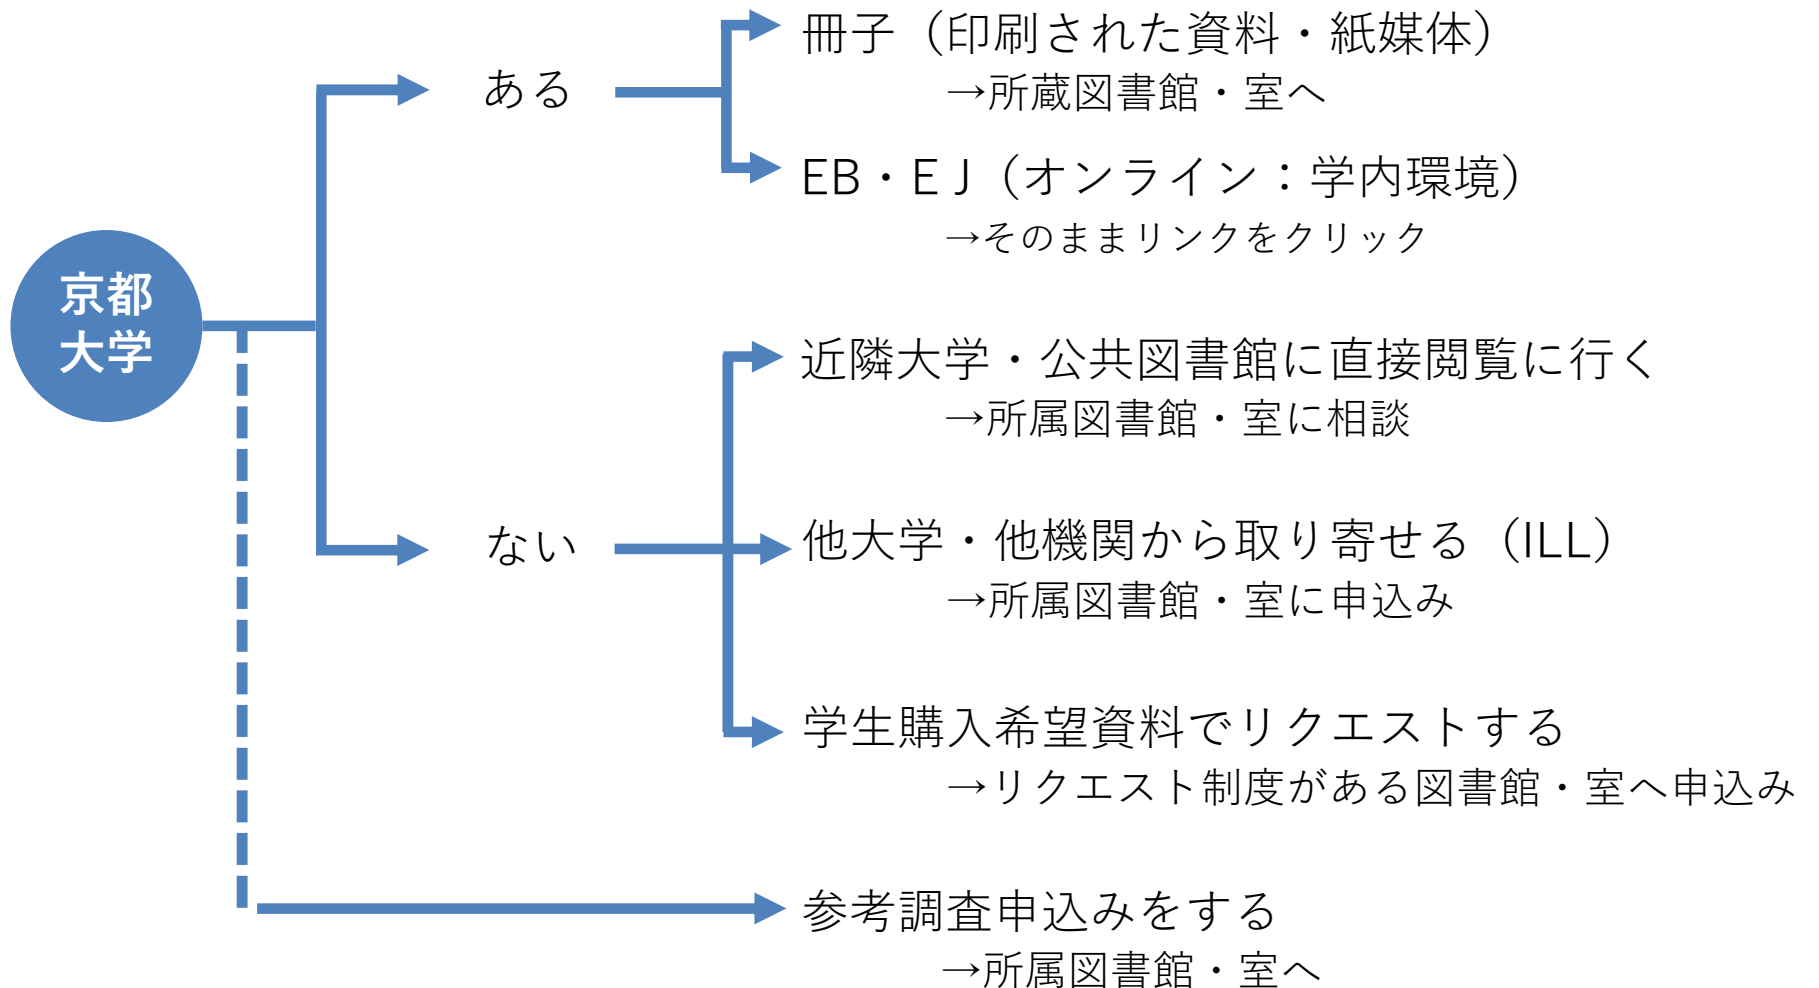 京都
大学
ある
冊子（印刷された資料・紙媒体）
→所蔵図書館・室へ
EB・EＪ（オンライン：学内環境）
→そのままリンクをクリック
ない
近隣大学・公共図書館に直接閲覧に行く
→所属図書館・室に相談
他大学・他機関から取り寄せる（ILL）
→所属図書館・室に申込み
学生購入希望資料でリクエストする
→リクエスト制度がある図書館・室へ申込み
参考調査申込みをする
→所属図書館・室へ